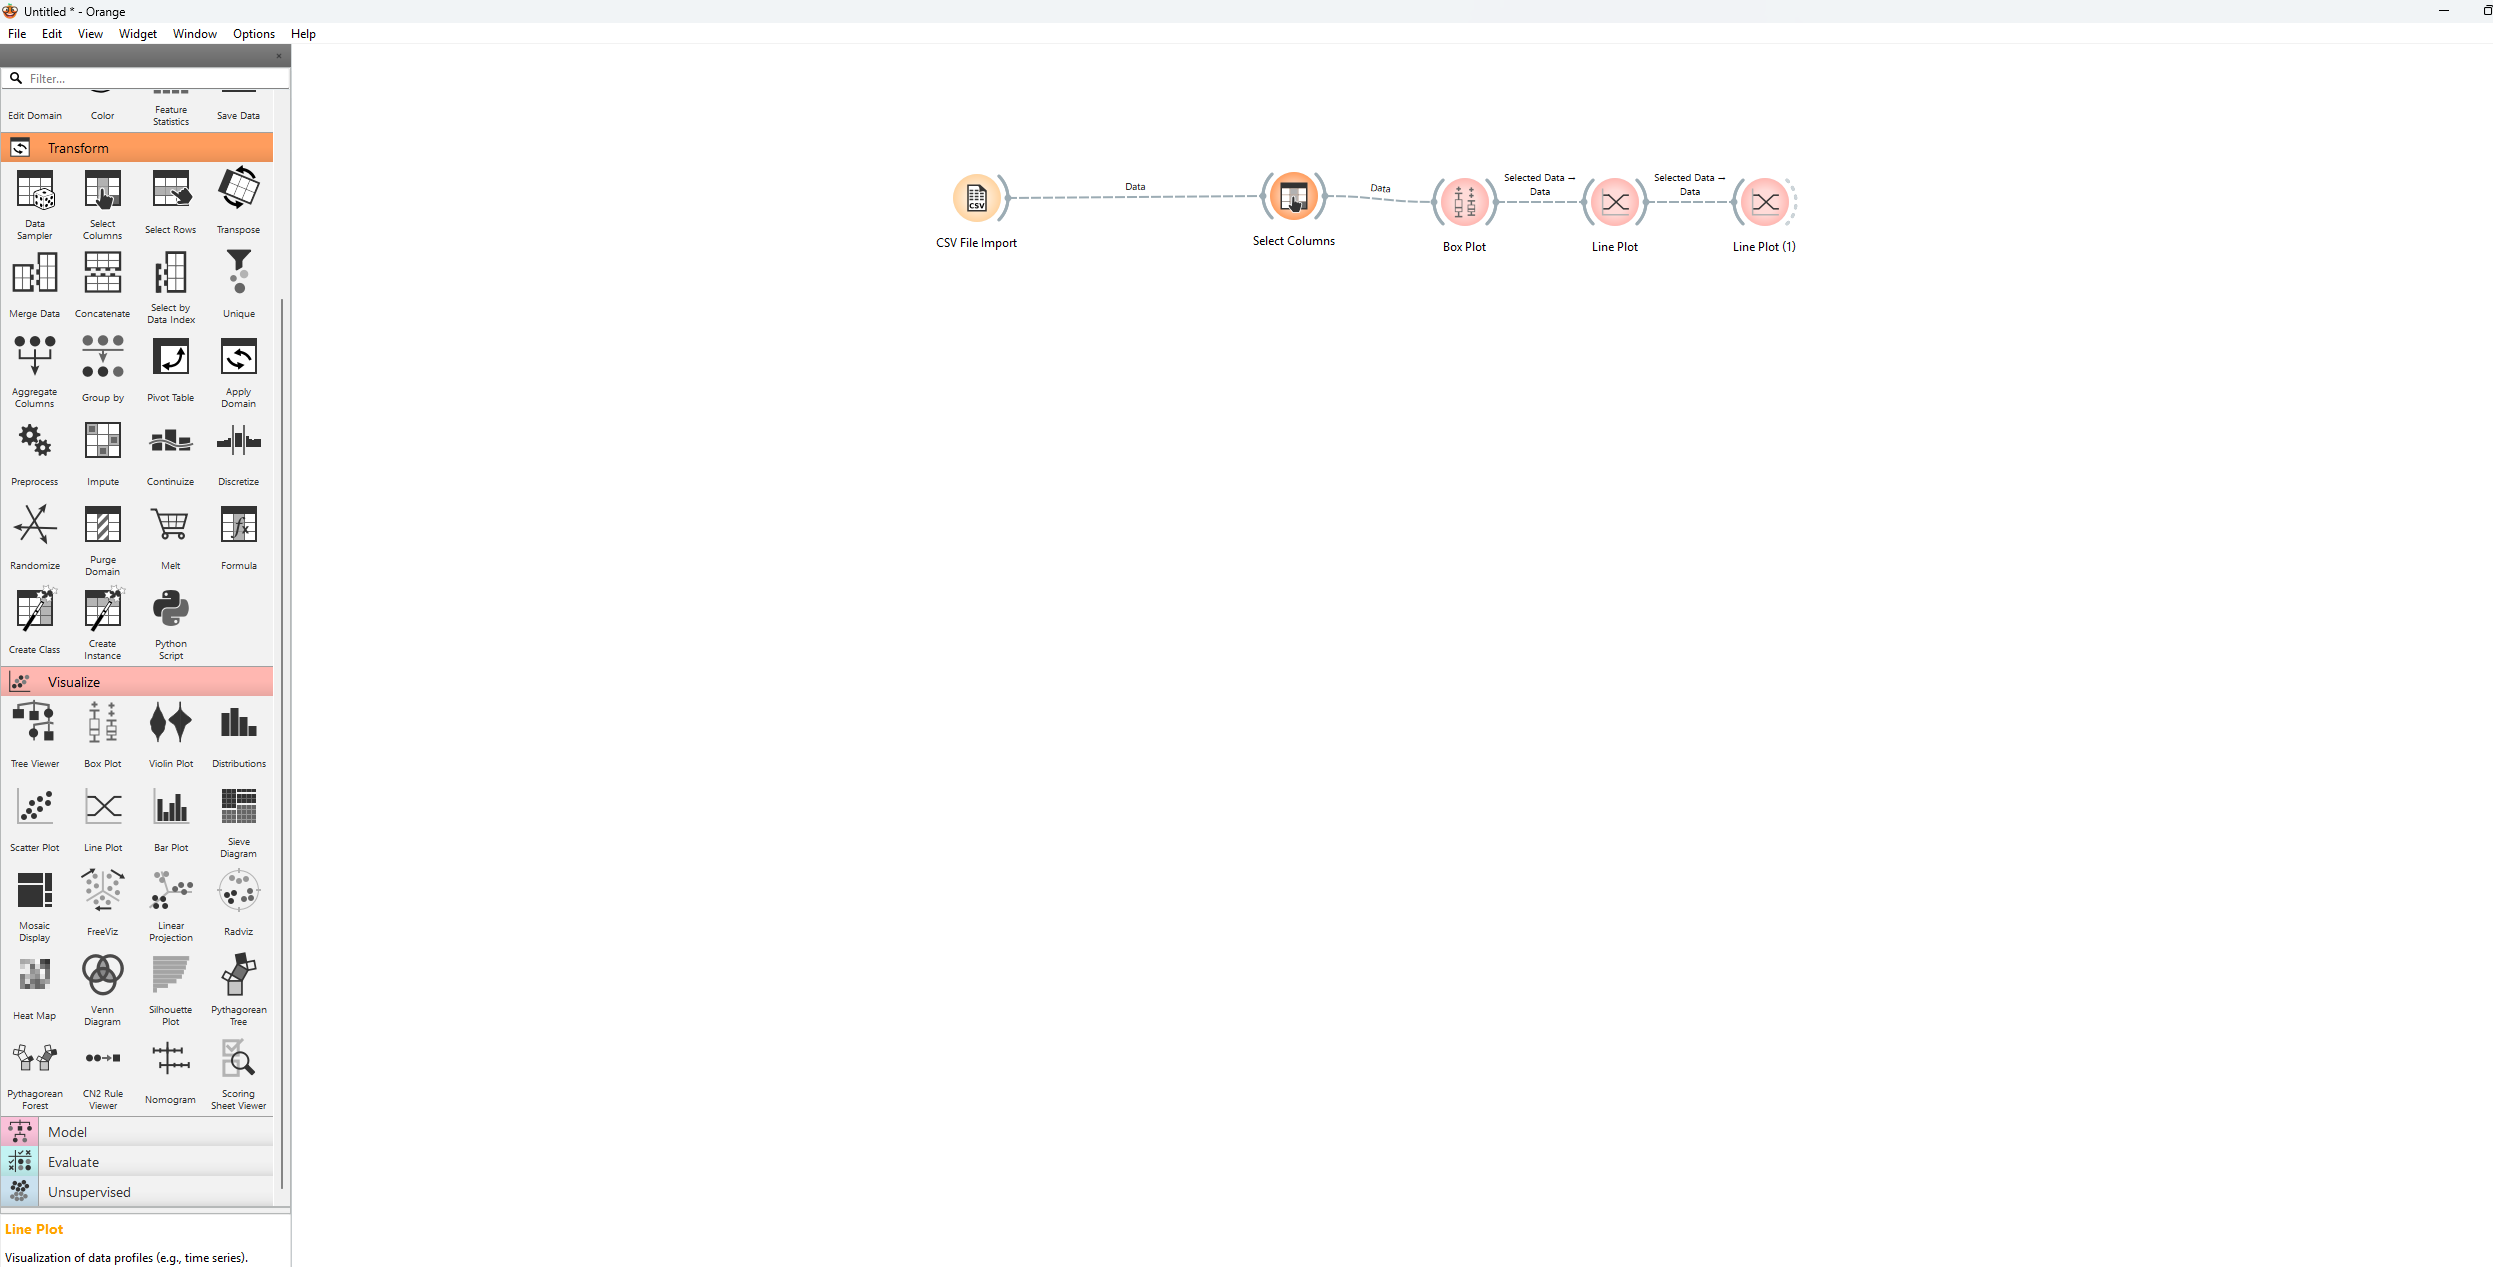 Untitled * - Orange
File Edit View Widget Window Options Help
Filter...
Edit Domain Color Feature Statistics Save Data
Transform
Data Sampler Select Columns Select Rows Transpose
Merge Data Concatenate Select by Data Index Unique
Aggregate Columns Group by Pivot Table Apply Domain
Preprocess Impute Continuize Discretize
Randomize Purge Domain Melt Formula
Create Class Create Instance Python Script
Visualize
Tree Viewer Box Plot Violin Plot Distributions
Scatter Plot Line Plot Bar Plot Sieve Diagram
Mosaic Display FreeViz Linear Projection Radviz
Heat Map Venn Diagram Silhouette Plot Pythagorean Tree
Pythagorean Forest CN2 Rule Viewer Nomogram Scoring Sheet Viewer
Model
Evaluate
Unsupervised
Line Plot
Visualization of data profiles (e.g., time series).
CSV
CSV File Import
Data
Select Columns
Data
Box Plot
Selected Data →
Data
Line Plot
Selected Data →
Data
Line Plot (1)